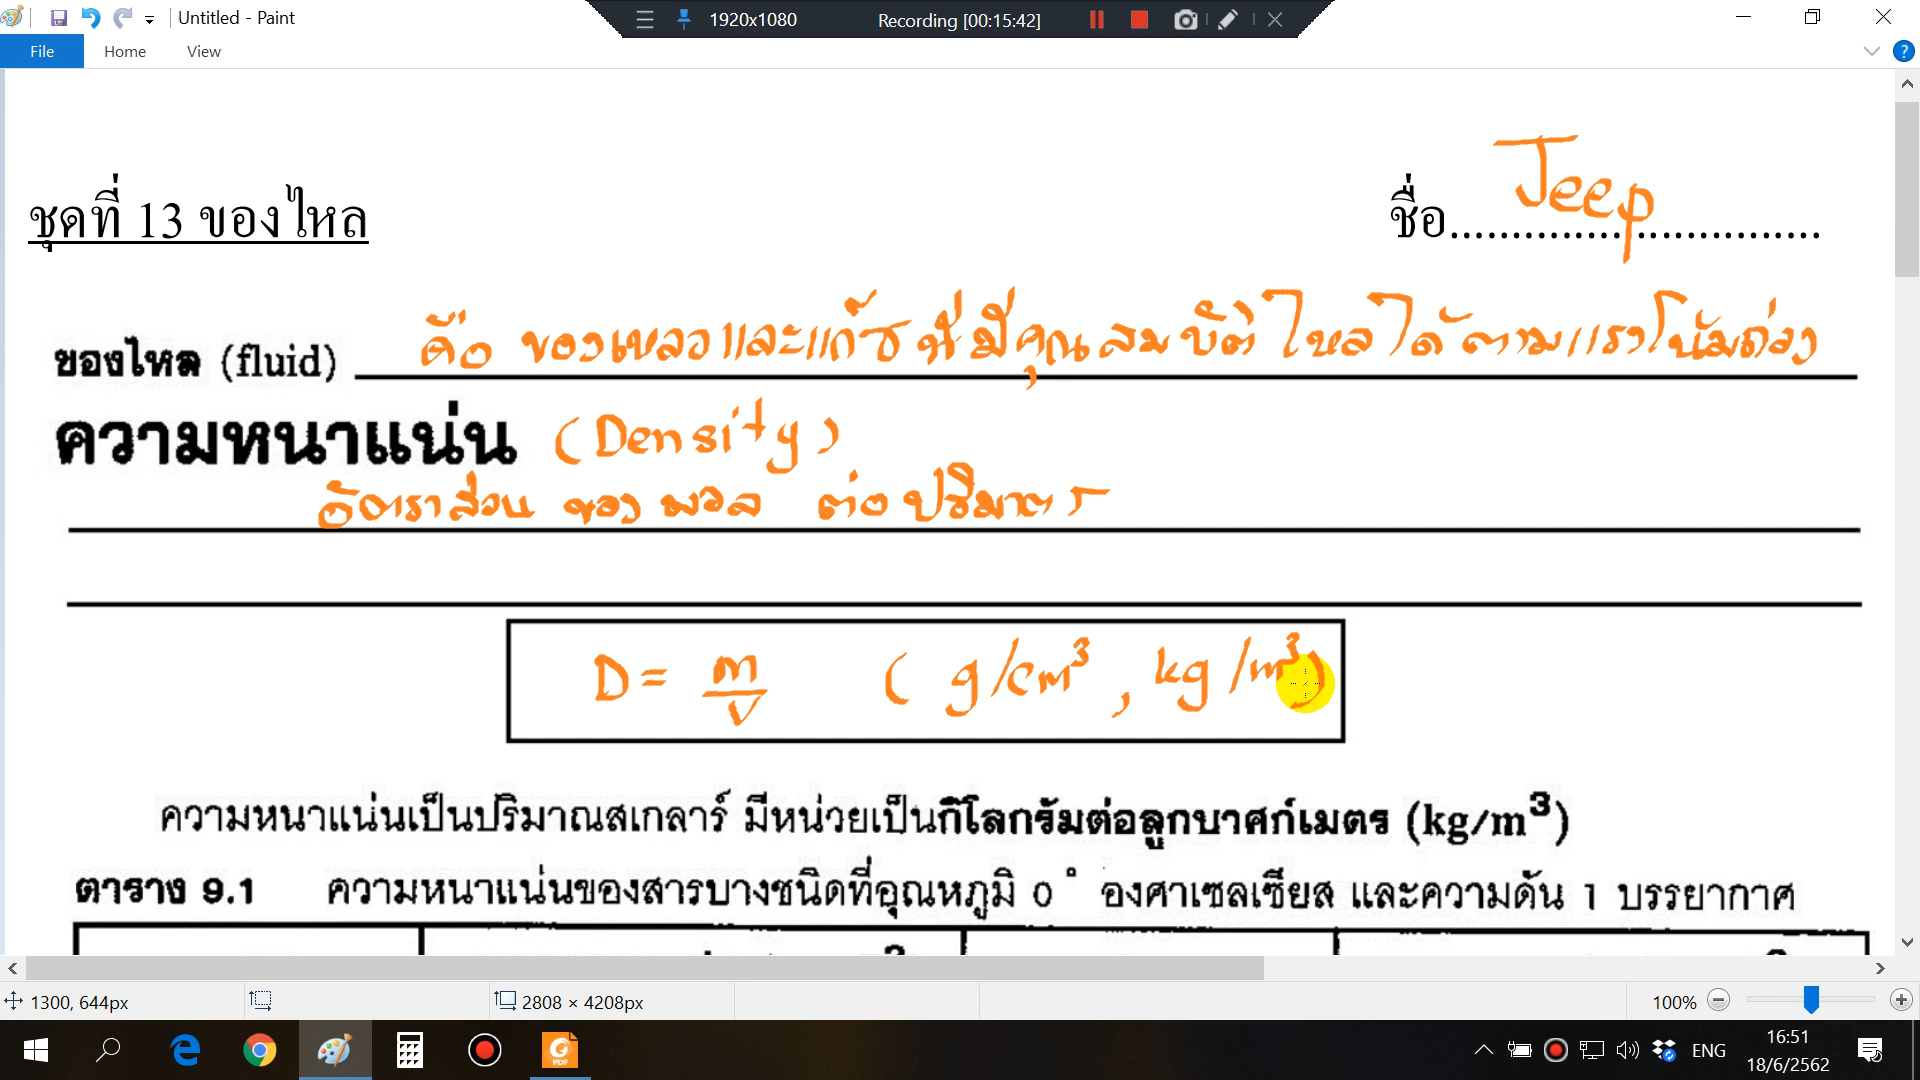 Untitled - Paint
1920x1080
Recording [00:15:42]
File Home View
ชุดที่ 13 ของไหล
ชื่อ.............................. Jeep
ของไหล (fluid) คือ ของเหลวและแก๊ซ ที่มีคุณสมบัติ ไหลได้ ตามแรงโน้มถ่วง
ความหนาแน่น (Density)
อัตราส่วน ของ มวล ต่อ ปริมาตร
D = m/V ( g/cm³ , kg/m³)
ความหนาแน่นเป็นปริมาณสเกลาร์ มีหน่วยเป็นกิโลกรัมต่อลูกบาศก์เมตร (kg/m³)
ตาราง 9.1 ความหนาแน่นของสารบางชนิดที่อุณหภูมิ 0° องศาเซลเซียส และความดัน 1 บรรยากาศ
1300, 644px
2808 × 4208px
100%
ENG
16:51
18/6/2562